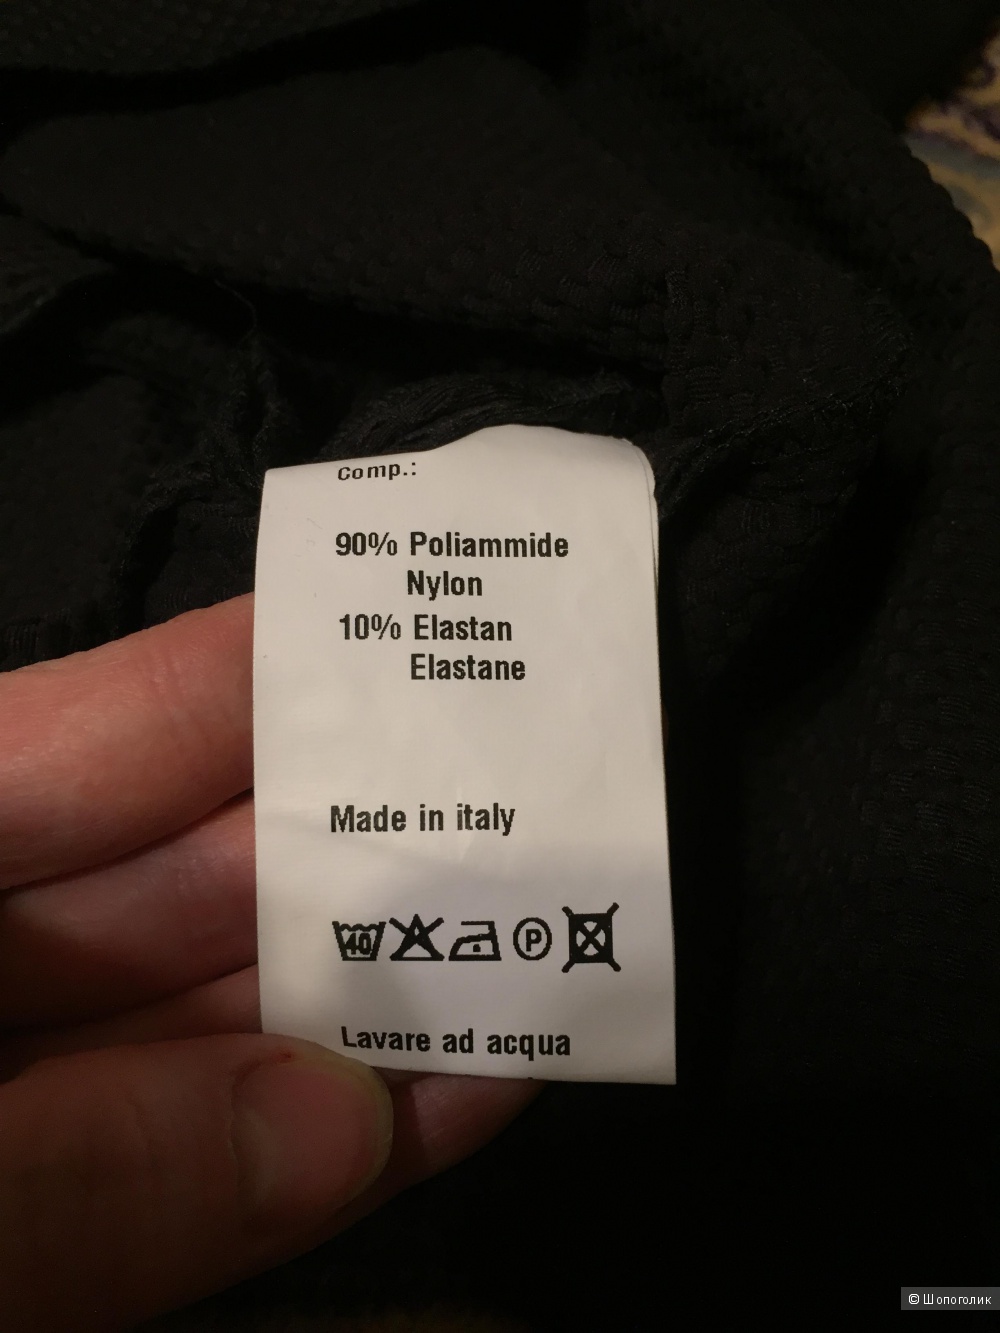 Comp.:
90% Poliammide
Nylon
10% Elastan
Elastane
Made in italy
40 P
Lavare ad acqua
© Шопоголик